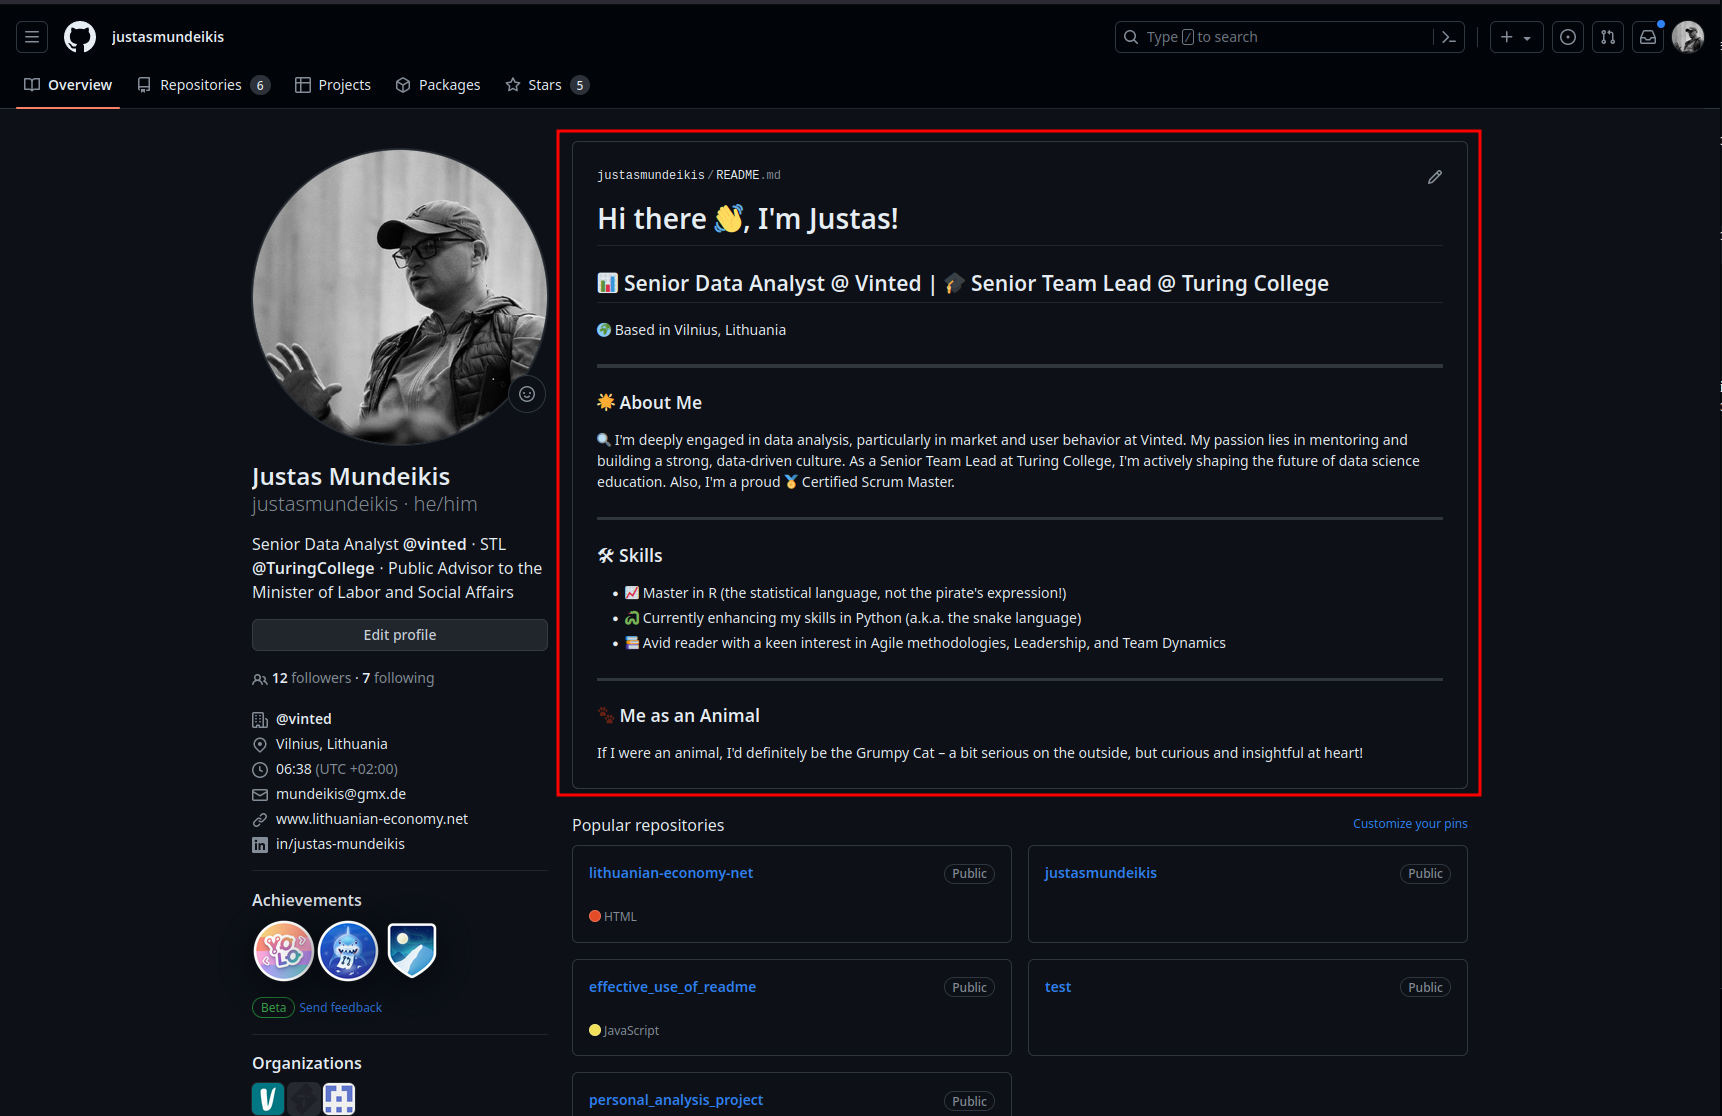 justasmundeikis
Type / to search
Overview
Repositories 6
Projects
Packages
Stars 5
Justas Mundeikis
justasmundeikis · he/him
Senior Data Analyst @vinted · STL
@TuringCollege · Public Advisor to the
Minister of Labor and Social Affairs
Edit profile
12 followers · 7 following
@vinted
Vilnius, Lithuania
06:38 (UTC +02:00)
mundeikis@gmx.de
www.lithuanian-economy.net
in/justas-mundeikis
Achievements
YOLO
Beta Send feedback
Organizations
justasmundeikis/README.md
Hi there 👋, I'm Justas!
📊 Senior Data Analyst @ Vinted | 🎓 Senior Team Lead @ Turing College
🌍 Based in Vilnius, Lithuania
🌟 About Me
🔍 I'm deeply engaged in data analysis, particularly in market and user behavior at Vinted. My passion lies in mentoring and
building a strong, data-driven culture. As a Senior Team Lead at Turing College, I'm actively shaping the future of data science
education. Also, I'm a proud 🏅 Certified Scrum Master.
🛠 Skills
• 📈 Master in R (the statistical language, not the pirate's expression!)
• 🐍 Currently enhancing my skills in Python (a.k.a. the snake language)
• 📚 Avid reader with a keen interest in Agile methodologies, Leadership, and Team Dynamics
🐾 Me as an Animal
If I were an animal, I'd definitely be the Grumpy Cat – a bit serious on the outside, but curious and insightful at heart!
Popular repositories
Customize your pins
lithuanian-economy-net Public
HTML
justasmundeikis Public
effective_use_of_readme Public
JavaScript
test Public
personal_analysis_project Public